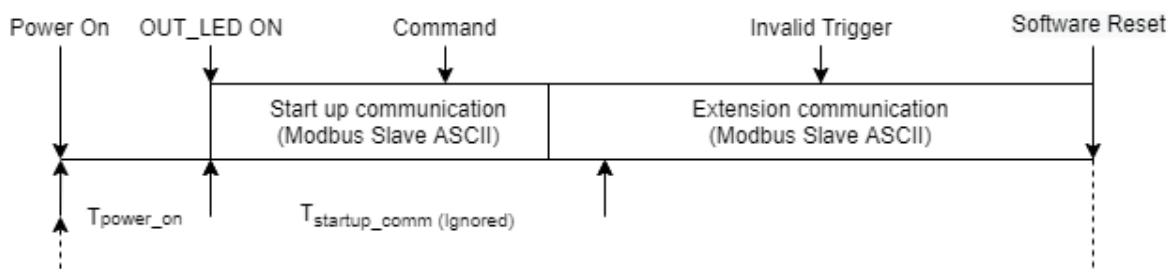 Power On
OUT_LED ON
Command
Invalid Trigger
Software Reset
Start up communication
(Modbus Slave ASCII)
Extension communication
(Modbus Slave ASCII)
Tpower_on
Tstartup_comm (Ignored)